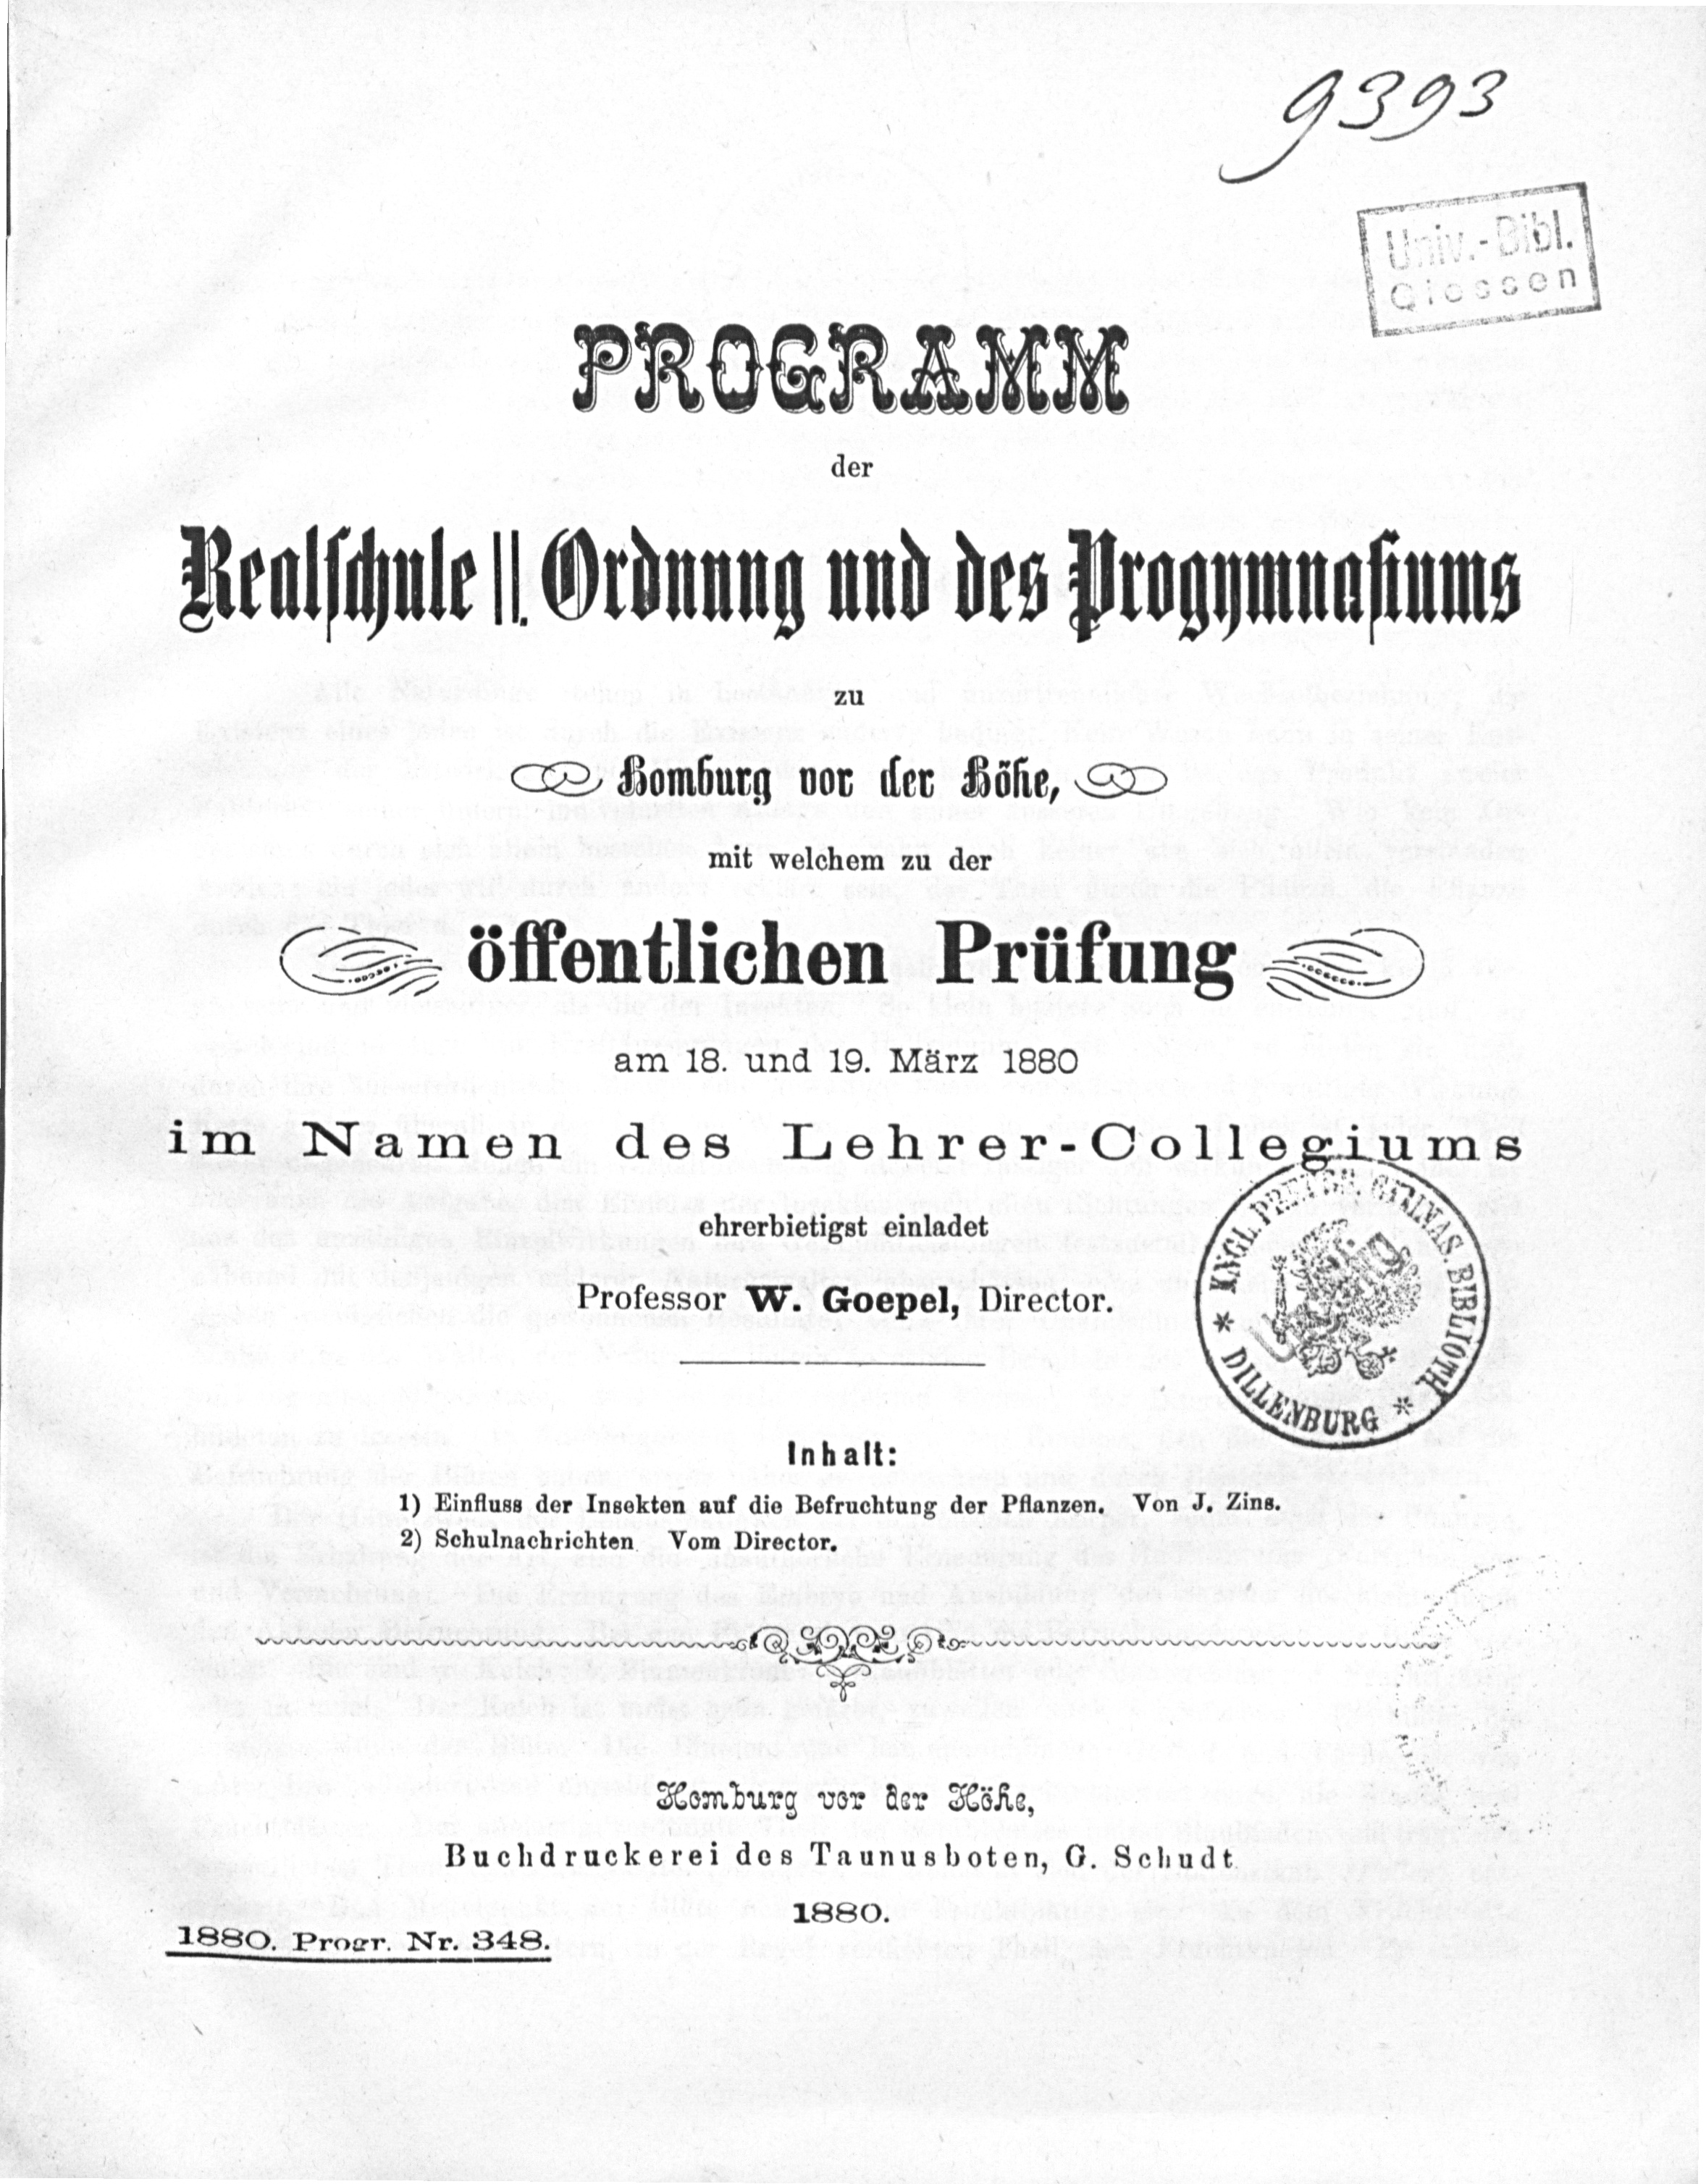 9393
Univ.-Bibl.
Giessen
PROGRAMM
der
Realschule II. Ordnung und des Progymnasiums
zu
Homburg vor der Höhe,
mit welchem zu der
öffentlichen Prüfung
am 18. und 19. März 1880
im Namen des Lehrer-Collegiums
ehrerbietigst einladet
Professor W. Goepel, Director.
KNGL. PREUSS. GYMNAS. BIBLIOTH.
* DILLENBURG *
Inhalt:
1) Einfluss der Insekten auf die Befruchtung der Pflanzen. Von J. Zins.
2) Schulnachrichten Vom Director.
Homburg vor der Höhe,
Buchdruckerei des Taunusboten, G. Schudt
1880.
1880. Progr. Nr. 348.